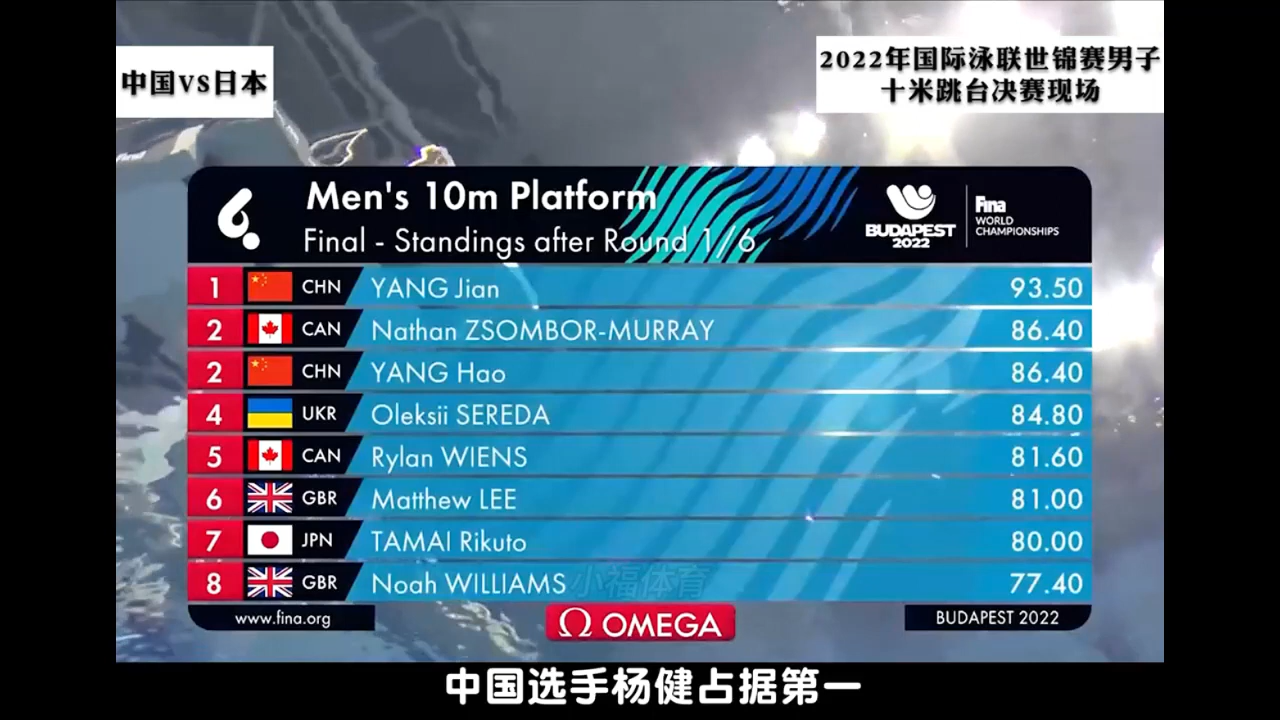 中国VS日本
2022年国际泳联世锦赛男子
十米跳台决赛现场
Men's 10m Platform
Final - Standings after Round 1/6
BUDAPEST
2022
Fina
WORLD
CHAMPIONSHIPS
1 CHN YANG Jian 93.50
2 CAN Nathan ZSOMBOR-MURRAY 86.40
2 CHN YANG Hao 86.40
4 UKR Oleksii SEREDA 84.80
5 CAN Rylan WIENS 81.60
6 GBR Matthew LEE 81.00
7 JPN TAMAI Rikuto 80.00
8 GBR Noah WILLIAMS 77.40
小福体育
www.fina.org
Ω OMEGA
BUDAPEST 2022
中国选手杨健占据第一